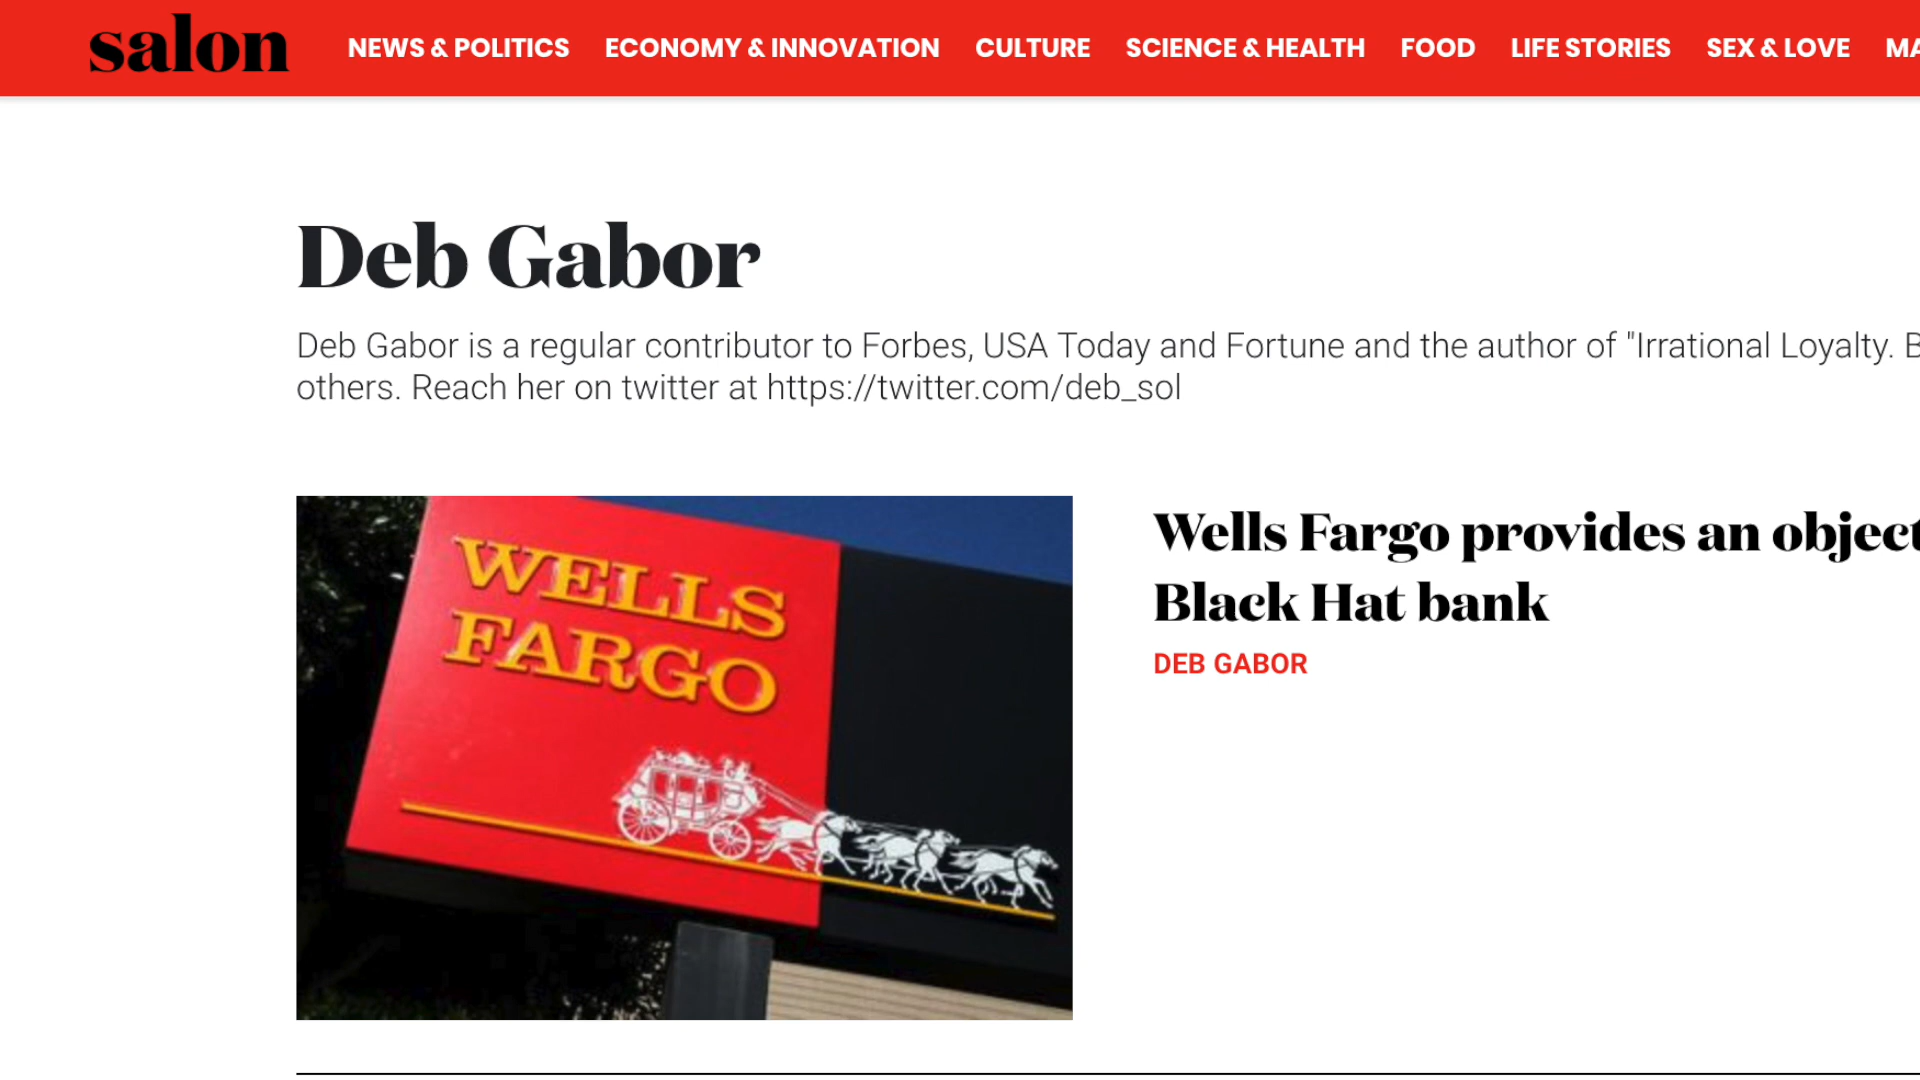 salon NEWS & POLITICS ECONOMY & INNOVATION CULTURE SCIENCE & HEALTH FOOD LIFE STORIES SEX & LOVE
Deb Gabor
Deb Gabor is a regular contributor to Forbes, USA Today and Fortune and the author of "Irrational Loyalty.
others. Reach her on twitter at https://twitter.com/deb_sol
WELLS
FARGO
Wells Fargo provides an object
Black Hat bank
DEB GABOR